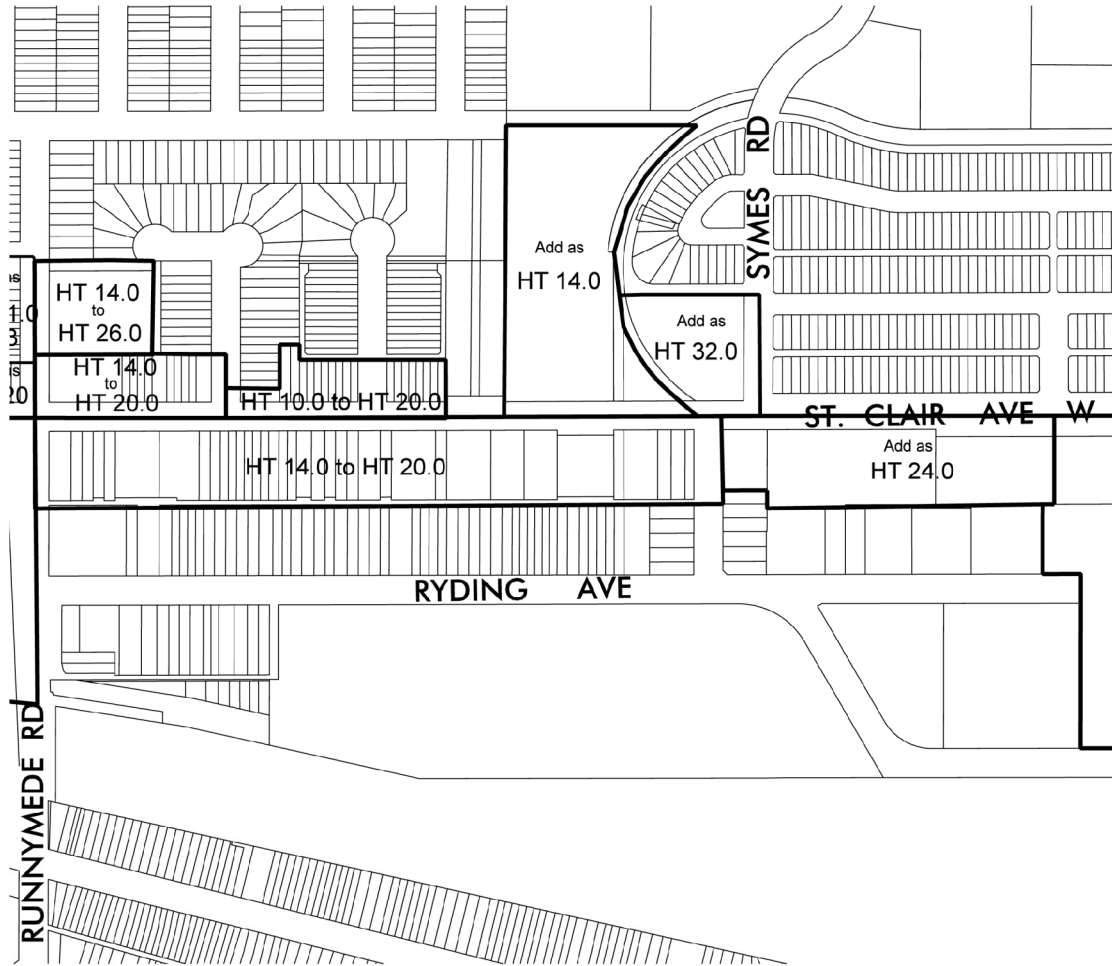 SYMES RD
Add as
HT 14.0
HT 14.0
to
HT 26.0
Add as
HT 32.0
HT 14.0
to
HT 20.0
HT 10.0 to HT 20.0
20
ST. CLAIR AVE W
Add as
HT 24.0
HT 14.0 to HT 20.0
RYDING AVE
RUNNYMEDE RD